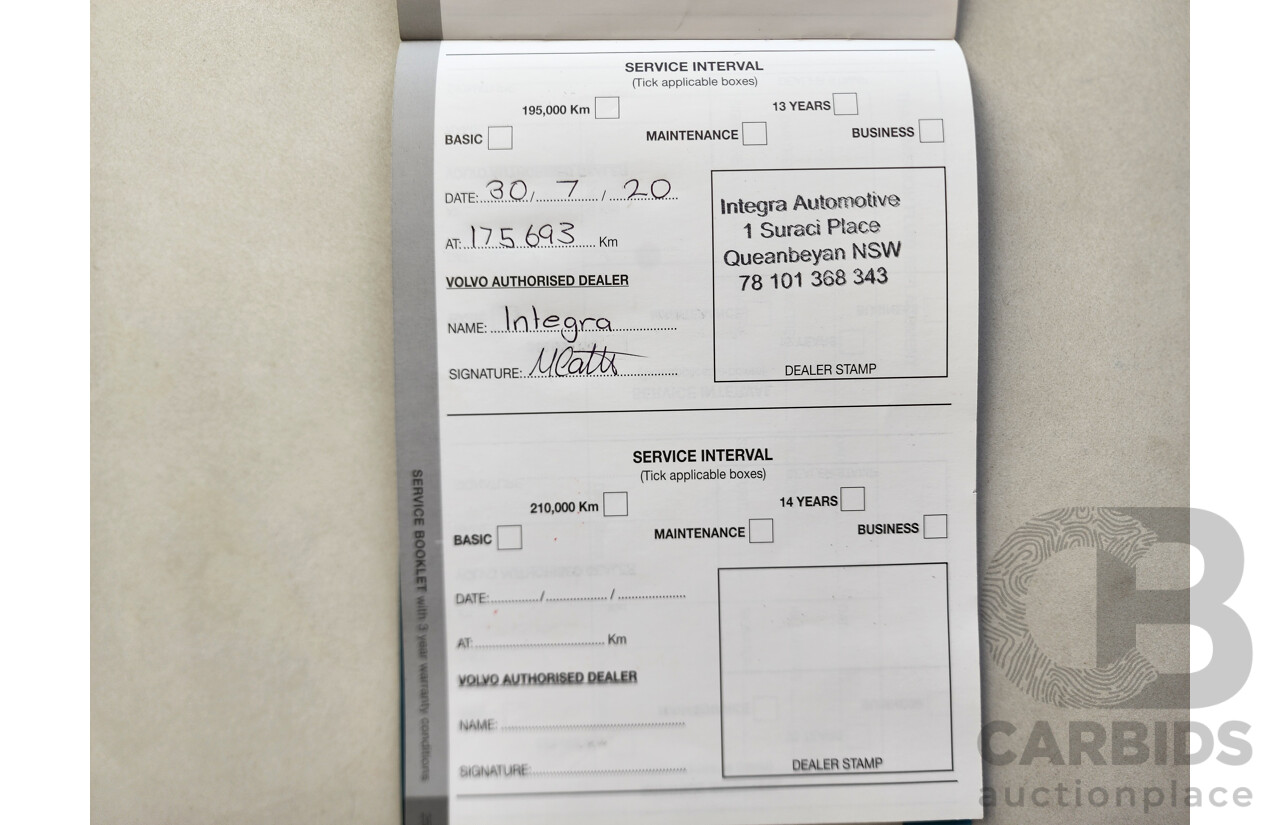 SERVICE INTERVAL
(Tick applicable boxes)
195,000 Km 13 YEARS
BASIC MAINTENANCE BUSINESS
DATE: 30 / 7 / 20
AT: 175693 Km
VOLVO AUTHORISED DEALER
NAME: Integra
SIGNATURE:
Integra Automotive
1 Suraci Place
Queanbeyan NSW
78 101 368 343
DEALER STAMP
SERVICE INTERVAL
(Tick applicable boxes)
210,000 Km 14 YEARS
BASIC MAINTENANCE BUSINESS
DATE: / /
AT: Km
VOLVO AUTHORISED DEALER
NAME:
SIGNATURE:
DEALER STAMP
SERVICE BOOKLET with 3 year warranty conditions
CB
CARBIDS
auctionplace